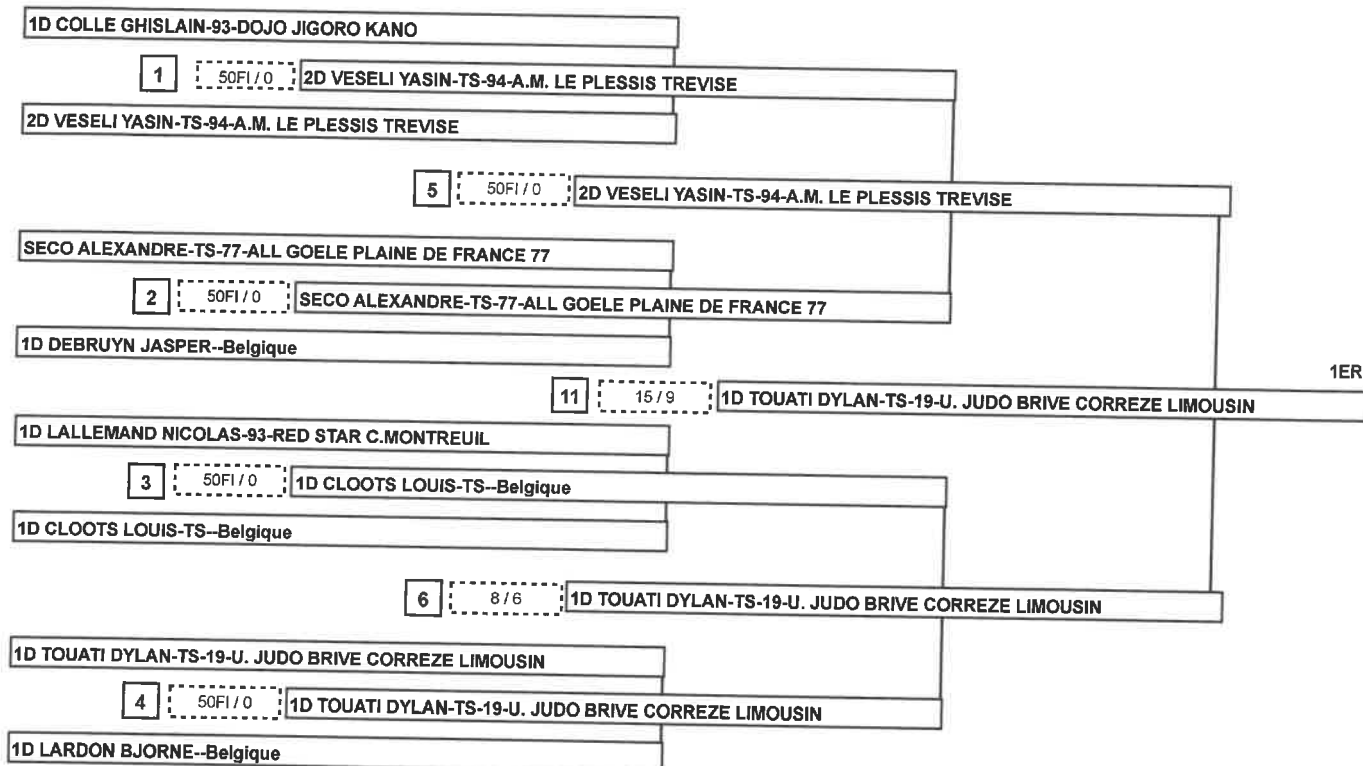 1D COLLE GHISLAIN-93-DOJO JIGORO KANO
1 50FI / 0 2D VESELI YASIN-TS-94-A.M. LE PLESSIS TREVISE
2D VESELI YASIN-TS-94-A.M. LE PLESSIS TREVISE
5 50FI / 0 2D VESELI YASIN-TS-94-A.M. LE PLESSIS TREVISE
SECO ALEXANDRE-TS-77-ALL GOELE PLAINE DE FRANCE 77
2 50FI / 0 SECO ALEXANDRE-TS-77-ALL GOELE PLAINE DE FRANCE 77
1D DEBRUYN JASPER--Belgique
1ER
11 15 / 9 1D TOUATI DYLAN-TS-19-U. JUDO BRIVE CORREZE LIMOUSIN
1D LALLEMAND NICOLAS-93-RED STAR C.MONTREUIL
3 50FI / 0 1D CLOOTS LOUIS-TS--Belgique
1D CLOOTS LOUIS-TS--Belgique
6 8 / 6 1D TOUATI DYLAN-TS-19-U. JUDO BRIVE CORREZE LIMOUSIN
1D TOUATI DYLAN-TS-19-U. JUDO BRIVE CORREZE LIMOUSIN
4 50FI / 0 1D TOUATI DYLAN-TS-19-U. JUDO BRIVE CORREZE LIMOUSIN
1D LARDON BJORNE--Belgique